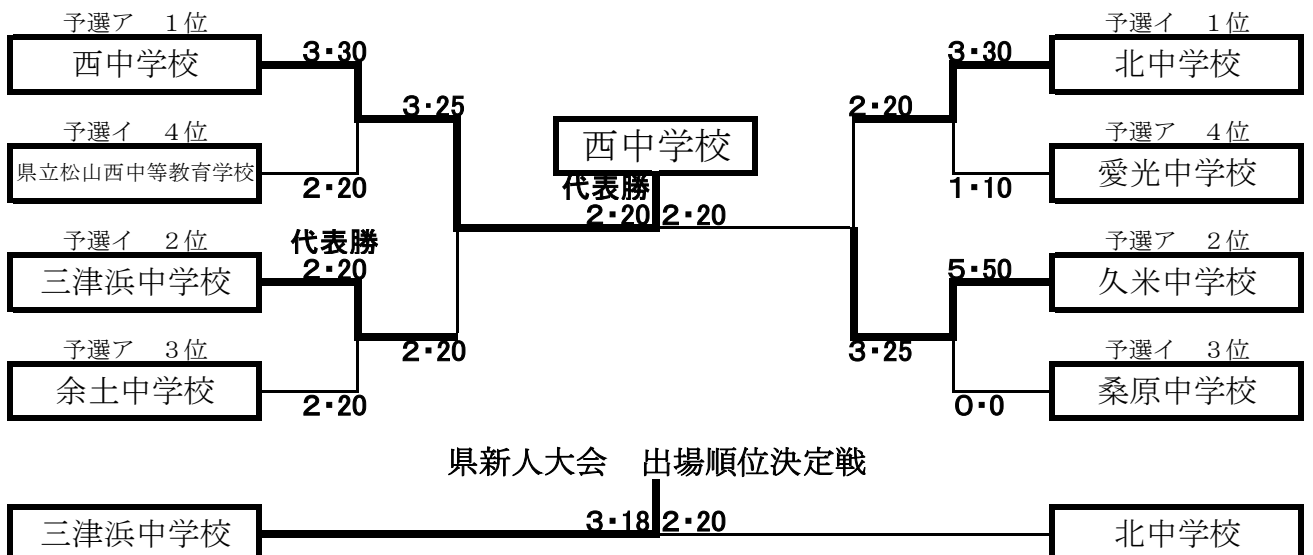 予選ア　１位
西中学校
3・30
予選イ　４位
県立松山西中等教育学校
2・20
3・25
予選イ　２位
三津浜中学校
代表勝
2・20
予選ア　３位
余土中学校
2・20
2・20
西中学校
代表勝
2・20 2・20
予選イ　１位
北中学校
3・30
予選ア　４位
愛光中学校
1・10
2・20
予選ア　２位
久米中学校
5・50
予選イ　３位
桑原中学校
0・0
3・25
県新人大会　出場順位決定戦
三津浜中学校
3・18 2・20
北中学校